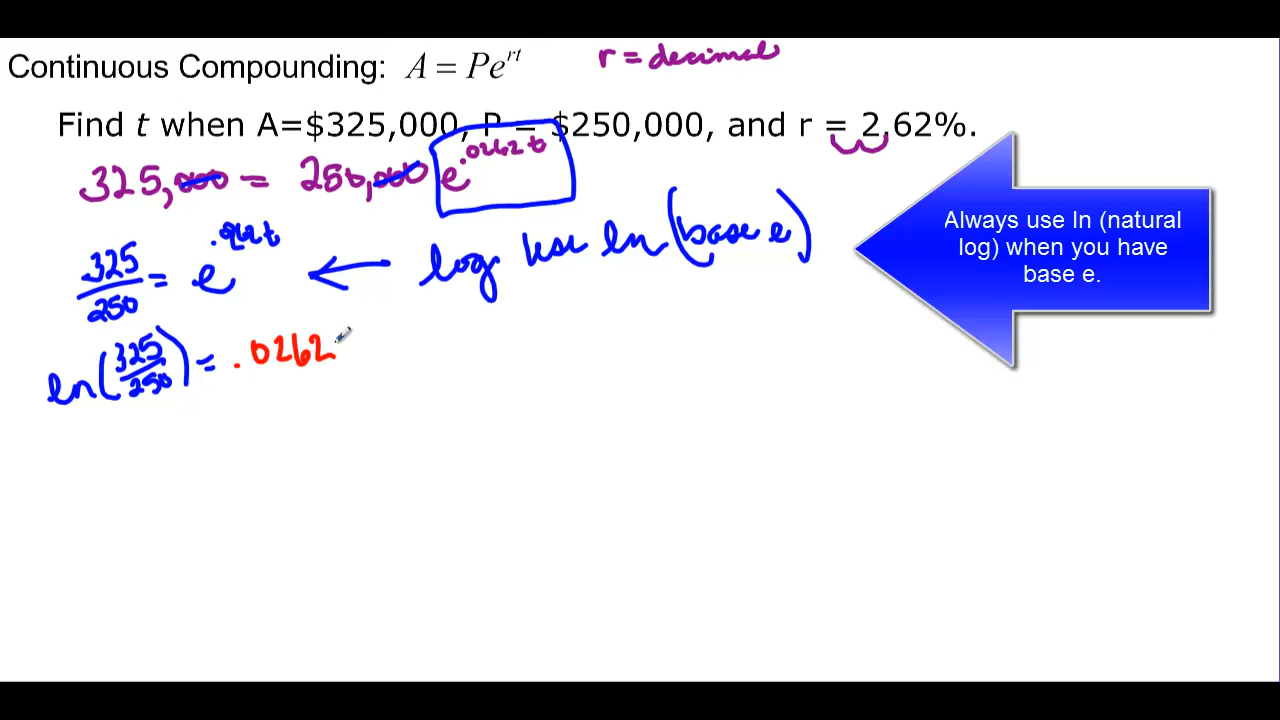 Continuous Compounding: A = Pe^{rt} r = decimal
Find t when A=$325,000, P = $250,000, and r = 2.62%.
325,000 = 250,000 e^{.0262t}
325/250 = e^{.0262t} ← log use ln (base e)
ln(325/250) = .0262
Always use ln (natural
log) when you have
base e.